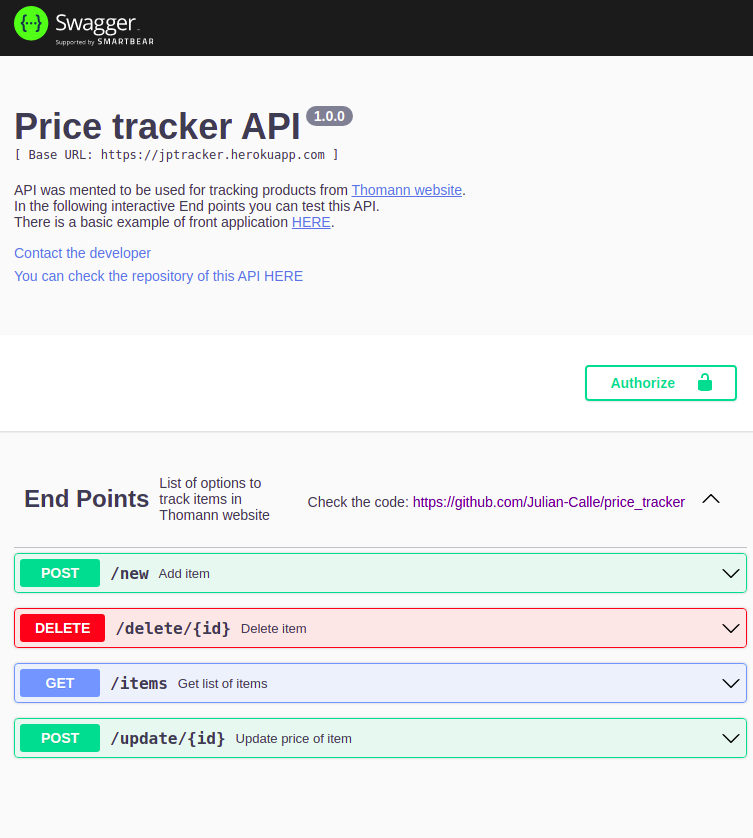 {···} Swagger
Supported by SMARTBEAR
Price tracker API 1.0.0
[ Base URL: https://jptracker.herokuapp.com ]
API was mented to be used for tracking products from Thomann website.
In the following interactive End points you can test this API.
There is a basic example of front application HERE.
Contact the developer
You can check the repository of this API HERE
Authorize
End Points
List of options to
track items in
Thomann website
Check the code: https://github.com/Julian-Calle/price_tracker
POST /new Add item
DELETE /delete/{id} Delete item
GET /items Get list of items
POST /update/{id} Update price of item